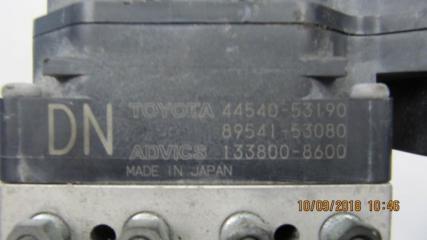 DN
TOYOTA 44540-53190
89541-53080
ADVICS 133800-8600
MADE IN JAPAN
10/09/2018 10:46